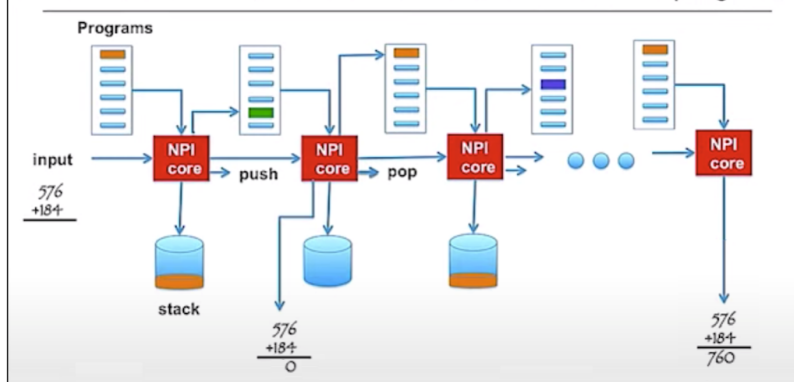 Programs
NPI
core
NPI
core
NPI
core
NPI
core
input
push
pop
576
+184
stack
576
+184
0
576
+184
760